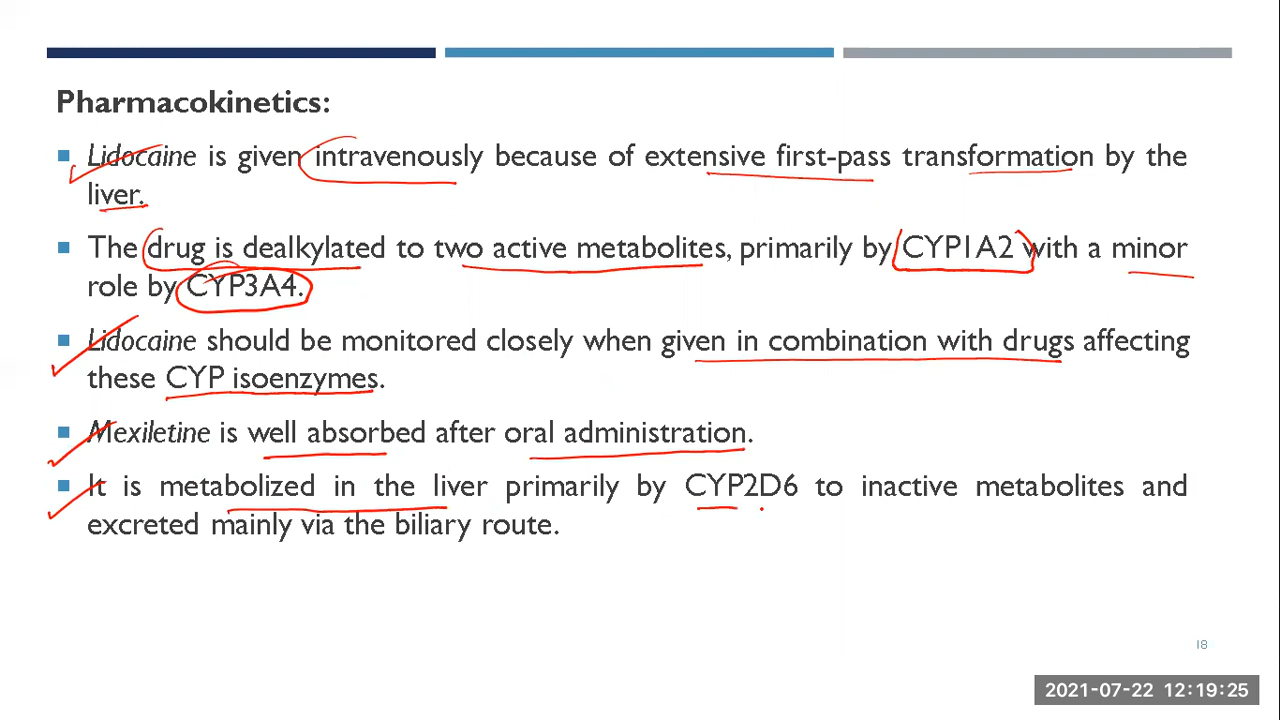 Pharmacokinetics:
Lidocaine is given intravenously because of extensive first-pass transformation by the
liver.
The drug is dealkylated to two active metabolites, primarily by CYP1A2 with a minor
role by CYP3A4.
Lidocaine should be monitored closely when given in combination with drugs affecting
these CYP isoenzymes.
Mexiletine is well absorbed after oral administration.
It is metabolized in the liver primarily by CYP2D6 to inactive metabolites and
excreted mainly via the biliary route.
18
2021-07-22 12:19:25